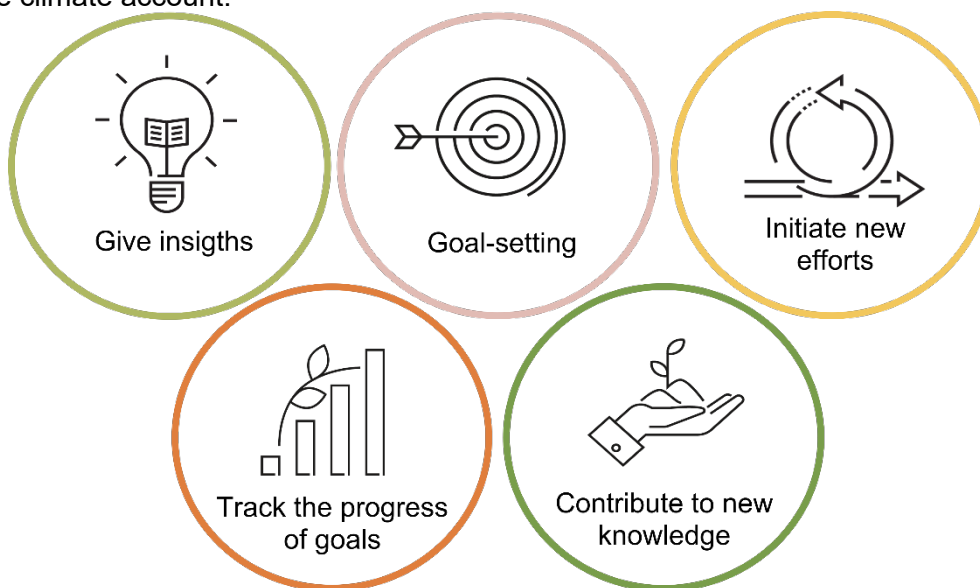 climate account.
Give insigths
Goal-setting
Initiate new
efforts
Track the progress
of goals
Contribute to new
knowledge